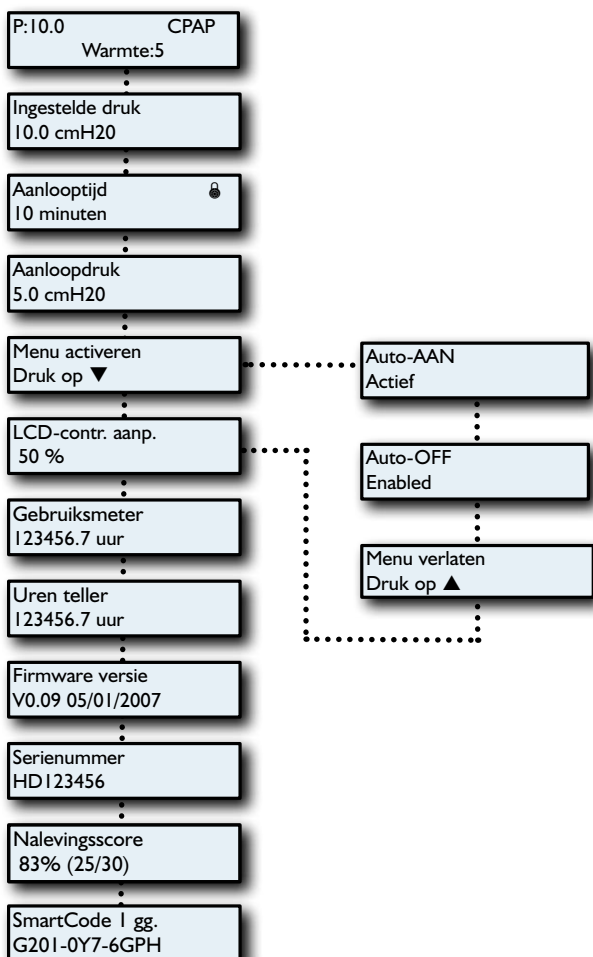 P:10.0 CPAP
Warmte:5
Ingestelde druk
10.0 cmH20
Aanlooptijd
10 minuten
Aanloopdruk
5.0 cmH20
Menu activeren
Druk op ▼
LCD-contr. aanp.
50 %
Gebruiksmeter
123456.7 uur
Uren teller
123456.7 uur
Firmware versie
V0.09 05/01/2007
Serienummer
HD123456
Nalevingsscore
83% (25/30)
SmartCode 1 gg.
G201-0Y7-6GPH
Auto-AAN
Actief
Auto-OFF
Enabled
Menu verlaten
Druk op ▲